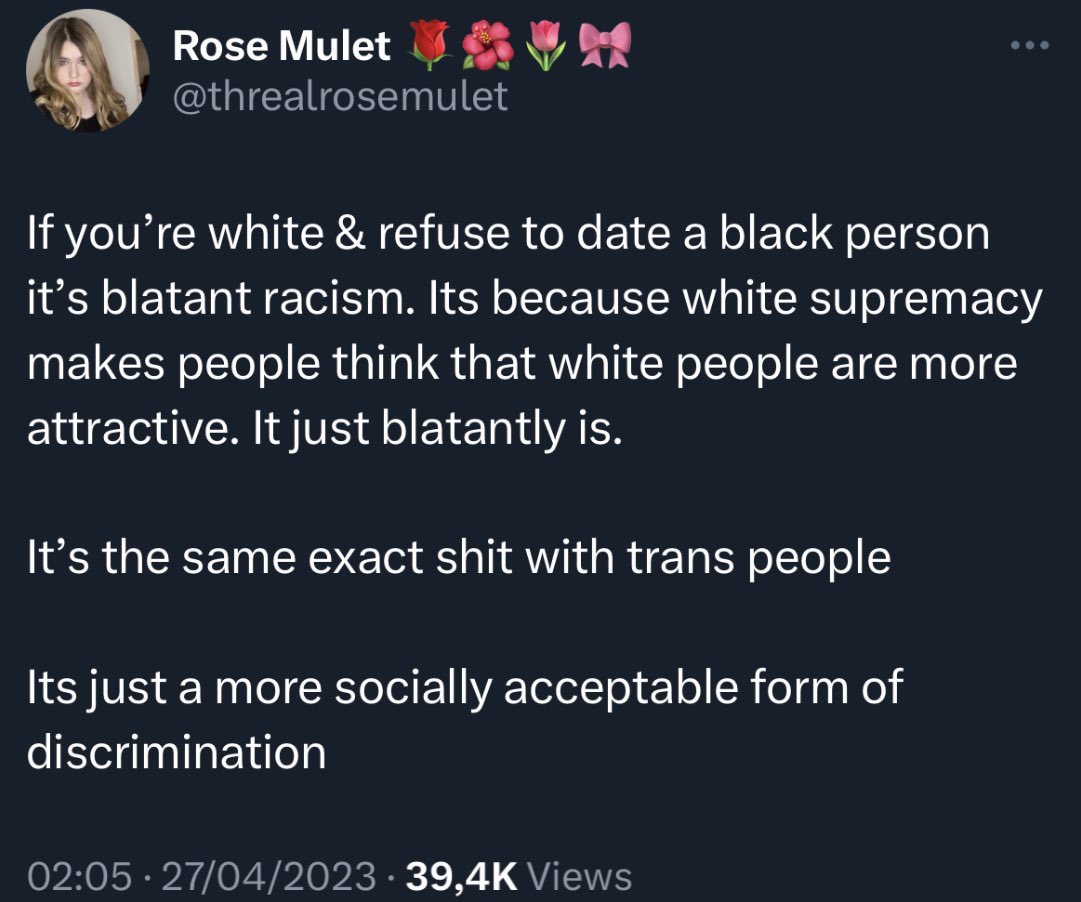 Rose Mulet 🌹🌺🌷🎀
@threalrosemulet
If you’re white & refuse to date a black person
it’s blatant racism. Its because white supremacy
makes people think that white people are more
attractive. It just blatantly is.
It’s the same exact shit with trans people
Its just a more socially acceptable form of
discrimination
02:05 · 27/04/2023 · 39,4K Views